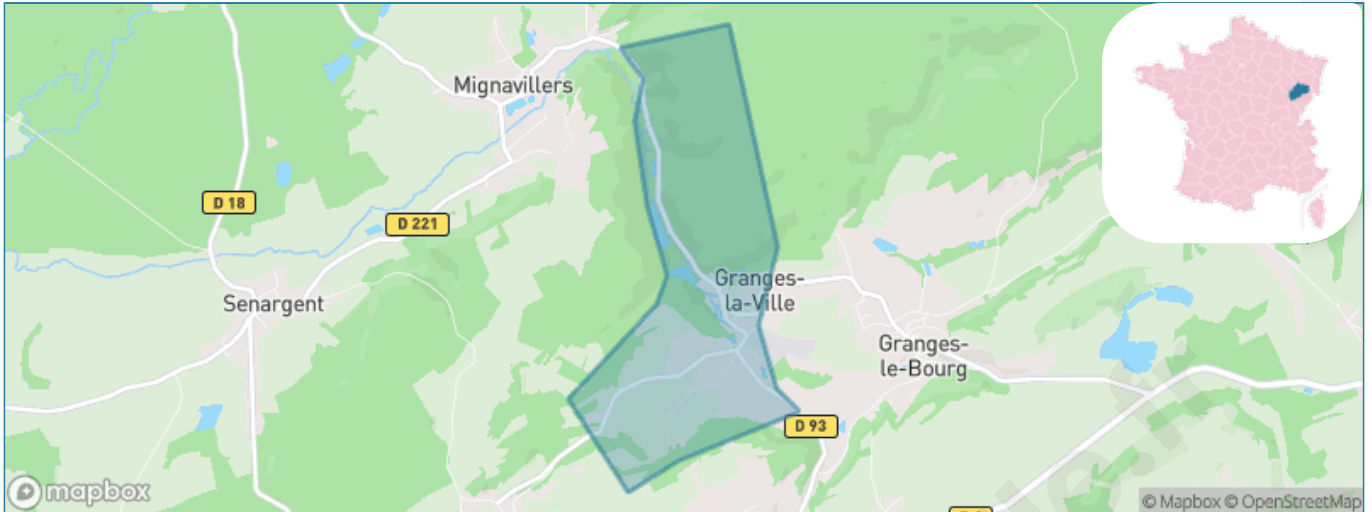 Mignavillers
D 18
D 221
Senargent
Granges-
la-Ville
Granges-
le-Bourg
D 93
mapbox
© Mapbox © OpenStreetMap